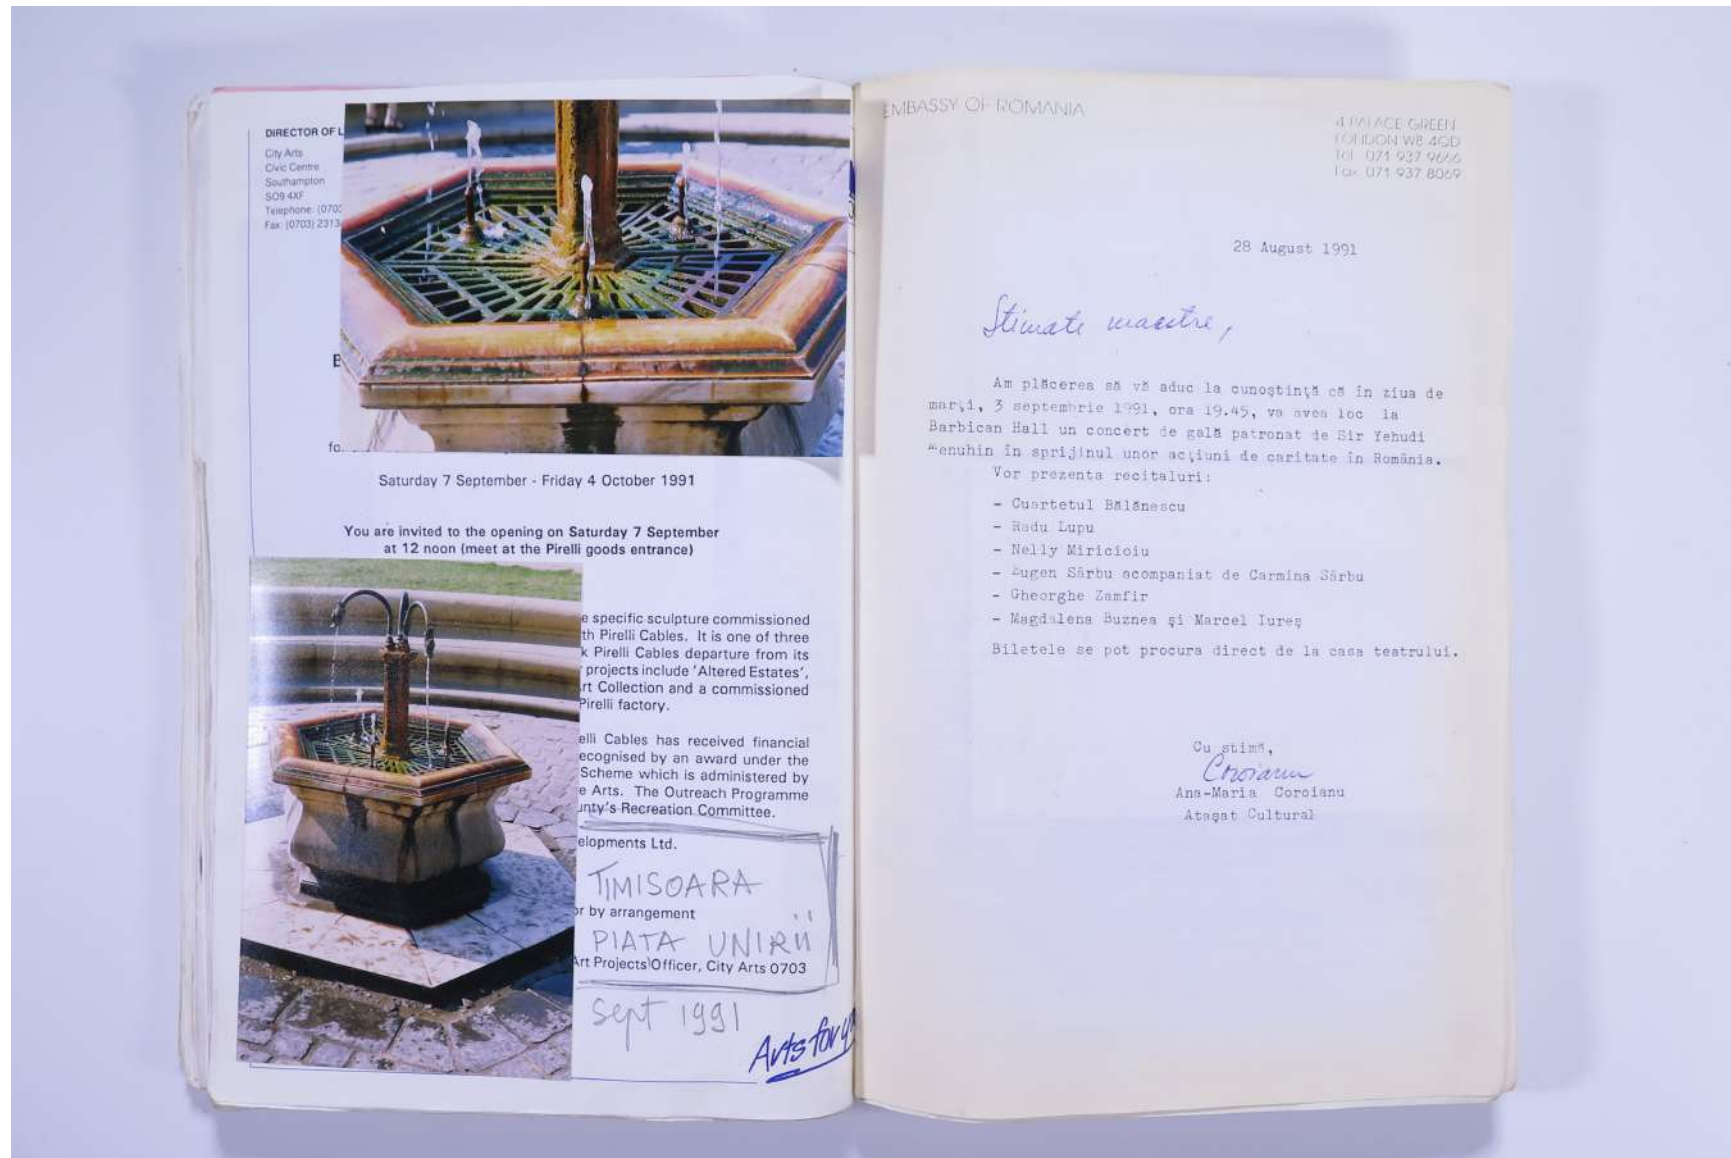 DIRECTOR OF L
City Arts
Civic Centre
Southampton
SO9 4XF
Telephone: (0703
Fax: (0703) 2313
fo
Saturday 7 September - Friday 4 October 1991
You are invited to the opening on Saturday 7 September
at 12 noon (meet at the Pirelli goods entrance)
e specific sculpture commissioned
th Pirelli Cables. It is one of three
k Pirelli Cables departure from its
projects include 'Altered Estates',
rt Collection and a commissioned
Pirelli factory.
elli Cables has received financial
ecognised by an award under the
Scheme which is administered by
e Arts. The Outreach Programme
unty's Recreation Committee.
elopments Ltd.
TIMISOARA
or by arrangement
PIATA UNIRII
Art Projects Officer, City Arts 0703
Sept 1991
Arts for y
EMBASSY OF ROMANIA
4 PALACE GREEN
LONDON W8 4QD
Tel. 071 937 9666
Fax. 071 937 8069
28 August 1991
Stimate maestre,
Am plăcerea să vă aduc la cunoştinţă că în ziua de
marţi, 3 septembrie 1991, ora 19.45, va avea loc la
Barbican Hall un concert de gală patronat de Sir Yehudi
Menuhin în sprijinul unor acţiuni de caritate în România.
Vor prezenta recitaluri:
- Cuartetul Bălănescu
- Radu Lupu
- Nelly Miricioiu
- Eugen Sârbu acompaniat de Carmina Sârbu
- Gheorghe Zamfir
- Magdalena Buznea şi Marcel Iureş
Biletele se pot procura direct de la casa teatrului.
Cu stimă,
Coroianu
Ana-Maria Coroianu
Ataşat Cultural